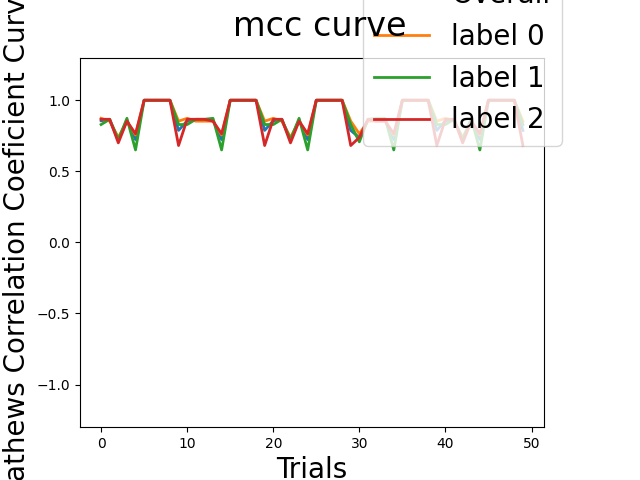 mcc curve
Overall
label 0
label 1
label 2
athews Correlation Coeficient Curv
1.0
0.5
0.0
−0.5
−1.0
0
10
20
30
40
50
Trials